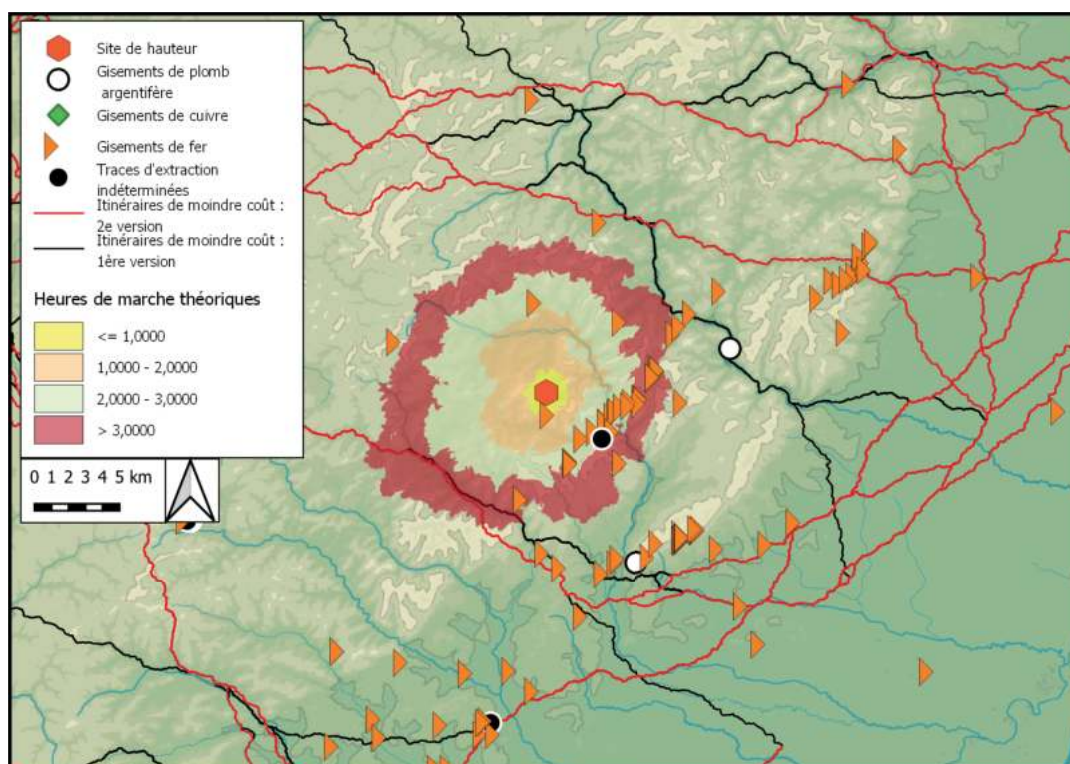 Site de hauteur
Gisements de plomb
argentifère
Gisements de cuivre
Gisements de fer
Traces d'extraction
indéterminées
Itinéraires de moindre coût :
2e version
Itinéraires de moindre coût :
1ère version
Heures de marche théoriques
<= 1,0000
1,0000 - 2,0000
2,0000 - 3,0000
> 3,0000
0 1 2 3 4 5 km